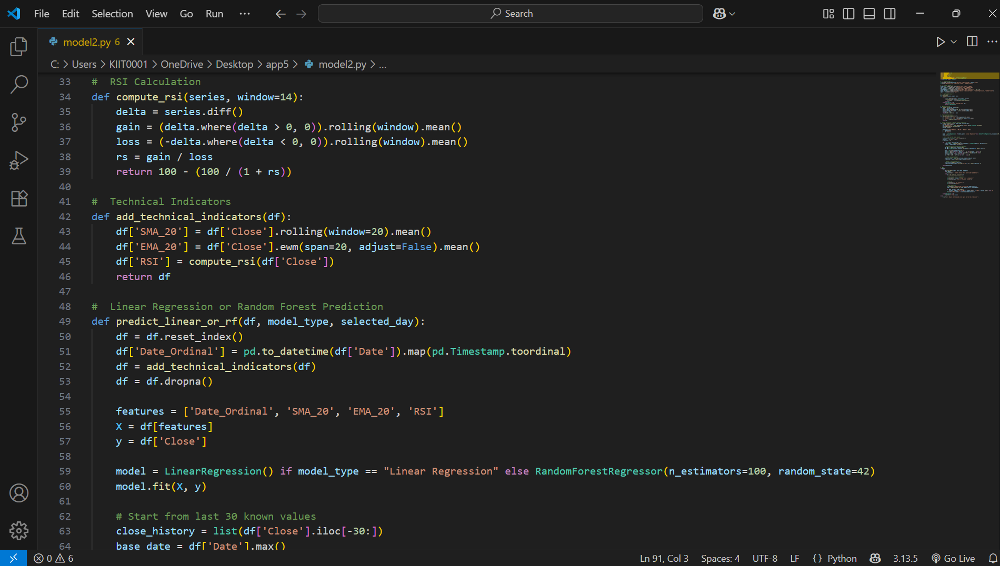 File Edit Selection View Go Run ··· Search
model2.py 6
C: > Users > KIIT0001 > OneDrive > Desktop > app5 > model2.py > ...
33 #  RSI Calculation
34 def compute_rsi(series, window=14):
35     delta = series.diff()
36     gain = (delta.where(delta > 0, 0)).rolling(window).mean()
37     loss = (-delta.where(delta < 0, 0)).rolling(window).mean()
38     rs = gain / loss
39     return 100 - (100 / (1 + rs))
40
41 #  Technical Indicators
42 def add_technical_indicators(df):
43     df['SMA_20'] = df['Close'].rolling(window=20).mean()
44     df['EMA_20'] = df['Close'].ewm(span=20, adjust=False).mean()
45     df['RSI'] = compute_rsi(df['Close'])
46     return df
47
48 #  Linear Regression or Random Forest Prediction
49 def predict_linear_or_rf(df, model_type, selected_day):
50     df = df.reset_index()
51     df['Date_Ordinal'] = pd.to_datetime(df['Date']).map(pd.Timestamp.toordinal)
52     df = add_technical_indicators(df)
53     df = df.dropna()
54
55     features = ['Date_Ordinal', 'SMA_20', 'EMA_20', 'RSI']
56     X = df[features]
57     y = df['Close']
58
59     model = LinearRegression() if model_type == "Linear Regression" else RandomForestRegressor(n_estimators=100, random_state=42)
60     model.fit(X, y)
61
62     # Start from last 30 known values
63     close_history = list(df['Close'].iloc[-30:])
64     base_date = df['Date'].max()
0 6 Ln 91, Col 3 Spaces: 4 UTF-8 LF {} Python 3.13.5 Go Live